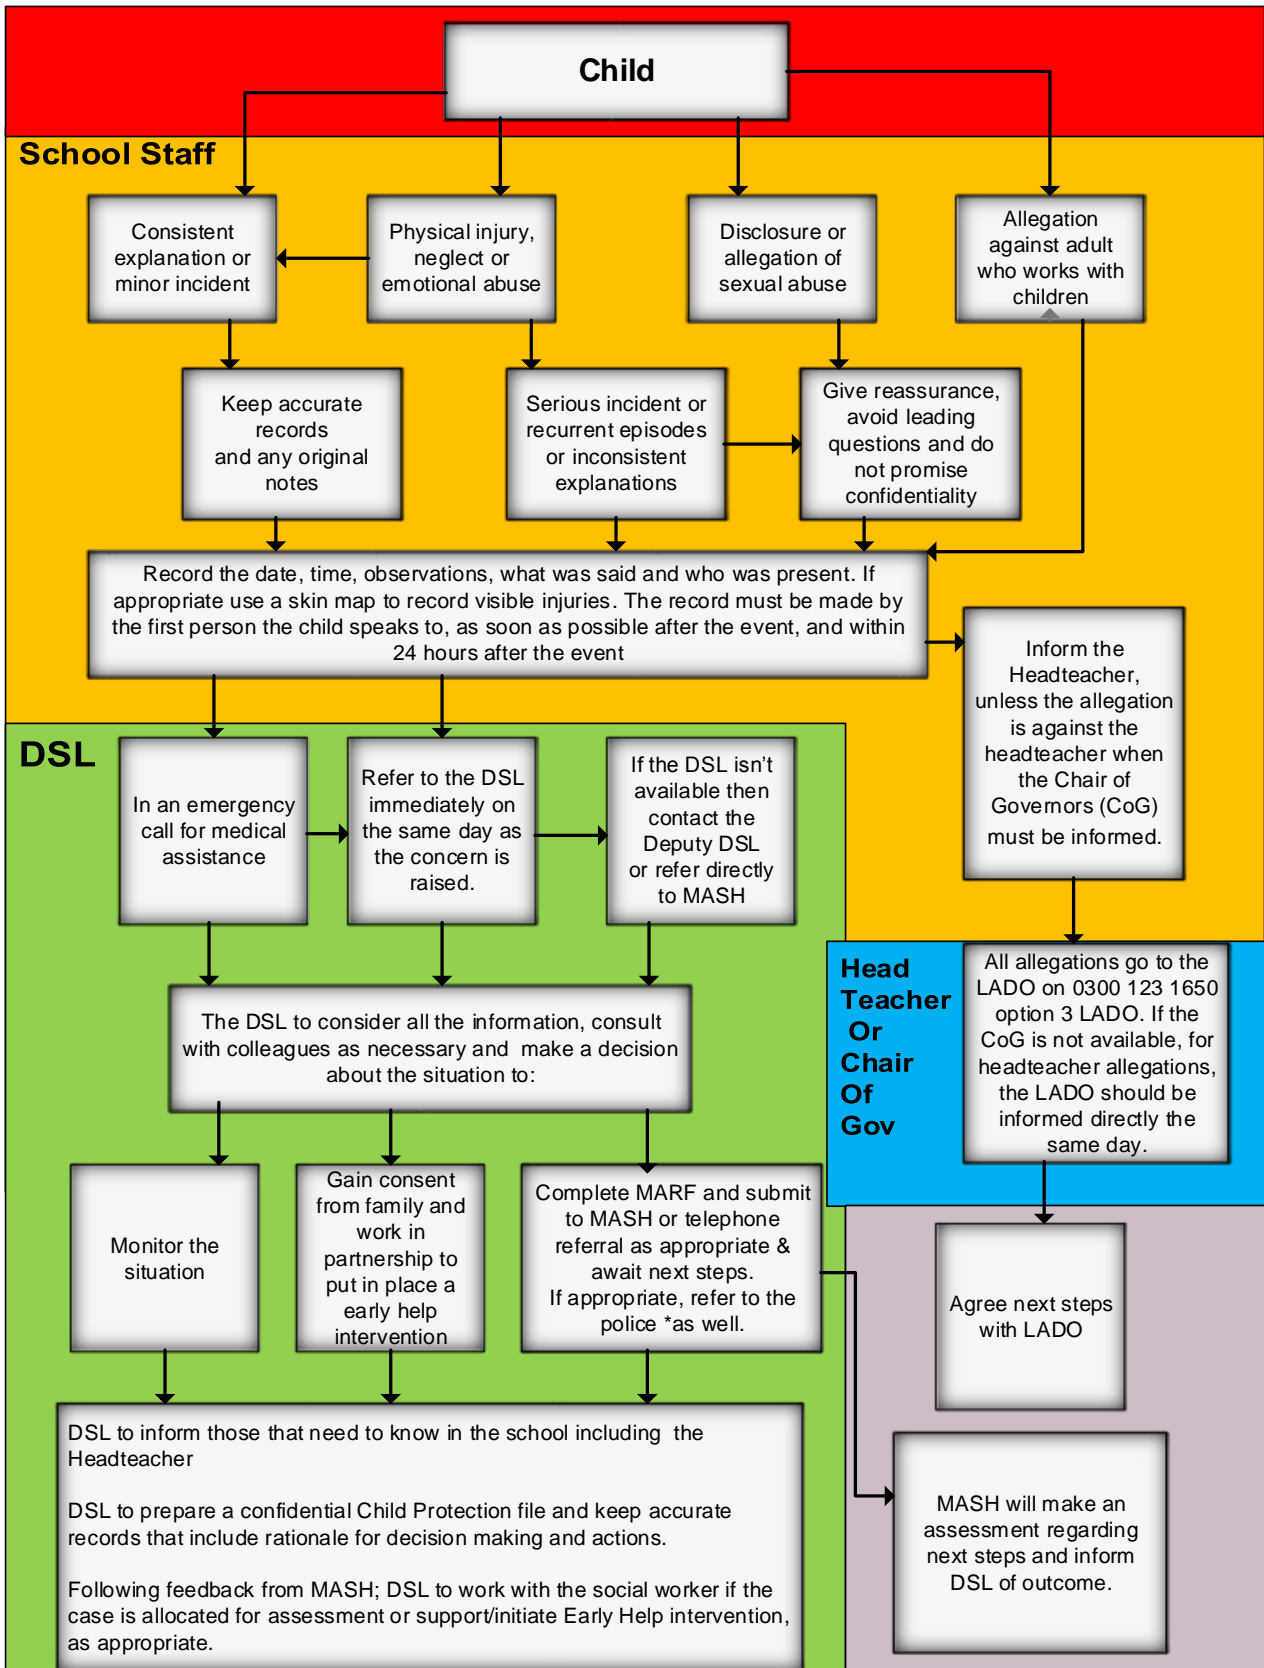 Child
School Staff
Consistent
explanation or
minor incident
Physical injury,
neglect or
emotional abuse
Disclosure or
allegation of
sexual abuse
Allegation
against adult
who works with
children
Keep accurate
records
and any original
notes
Serious incident or
recurrent episodes
or inconsistent
explanations
Give reassurance,
avoid leading
questions and do
not promise
confidentiality
Record the date, time, observations, what was said and who was present. If
appropriate use a skin map to record visible injuries. The record must be made by
the first person the child speaks to, as soon as possible after the event, and within
24 hours after the event
Inform the
Headteacher,
unless the allegation
is against the
headteacher when
the Chair of
Governors (CoG)
must be informed.
DSL
In an emergency
call for medical
assistance
Refer to the DSL
immediately on
the same day as
the concern is
raised.
If the DSL isn't
available then
contact the
Deputy DSL
or refer directly
to MASH
Head
Teacher
Or
Chair
Of
Gov
All allegations go to the
LADO on 0300 123 1650
option 3 LADO. If the
CoG is not available, for
headteacher allegations,
the LADO should be
informed directly the
same day.
The DSL to consider all the information, consult
with colleagues as necessary and make a decision
about the situation to:
Monitor the
situation
Gain consent
from family and
work in
partnership to
put in place a
early help
intervention
Complete MARF and submit
to MASH or telephone
referral as appropriate &
await next steps.
If appropriate, refer to the
police *as well.
Agree next steps
with LADO
DSL to inform those that need to know in the school including the
Headteacher
DSL to prepare a confidential Child Protection file and keep accurate
records that include rationale for decision making and actions.
Following feedback from MASH; DSL to work with the social worker if the
case is allocated for assessment or support/initiate Early Help intervention,
as appropriate.
MASH will make an
assessment regarding
next steps and inform
DSL of outcome.